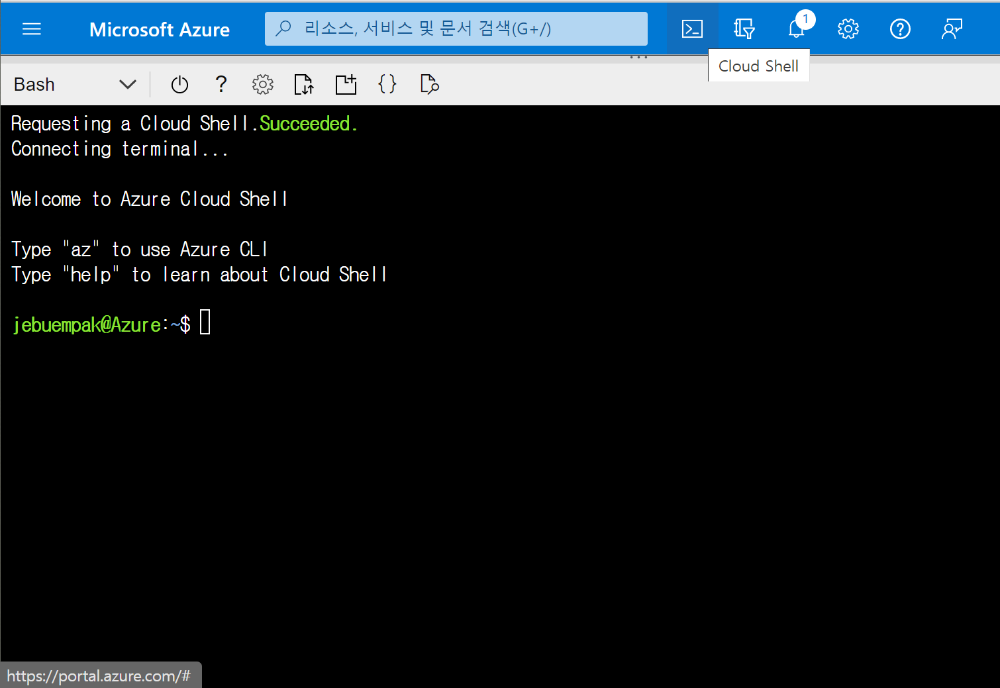 Microsoft Azure
리소스, 서비스 및 문서 검색(G+/)
1
Cloud Shell
Bash
Requesting a Cloud Shell.Succeeded.
Connecting terminal...
Welcome to Azure Cloud Shell
Type "az" to use Azure CLI
Type "help" to learn about Cloud Shell
jebuempak@Azure:~$
https://portal.azure.com/#